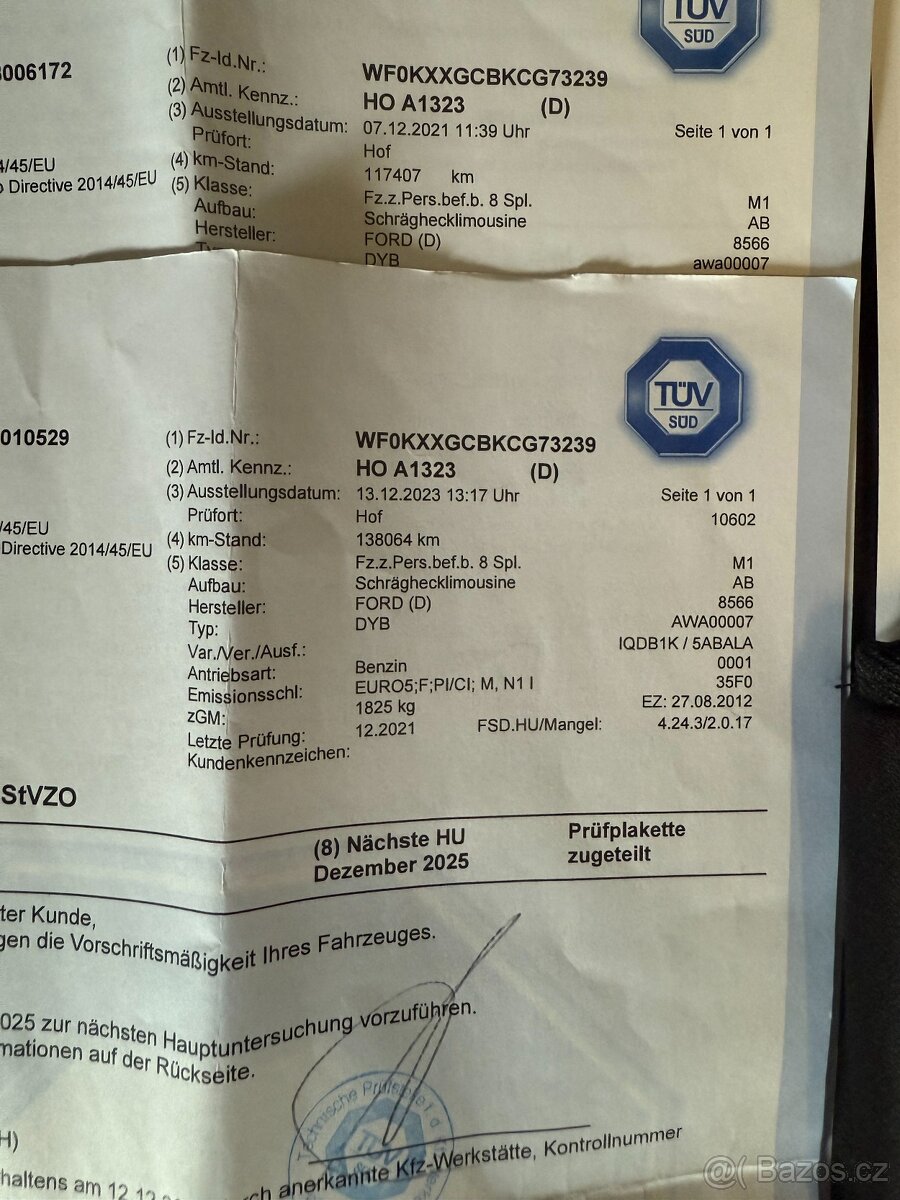 TÜV
SÜD
006172
(1) Fz-Id.Nr.: WF0KXXGCBKCG73239
(2) Amtl. Kennz.: HO A1323 (D)
(3) Ausstellungsdatum: 07.12.2021 11:39 Uhr Seite 1 von 1
Prüfort: Hof
4/45/EU
(4) km-Stand: 117407 km
Directive 2014/45/EU
(5) Klasse: Fz.z.Pers.bef.b. 8 Spl. M1
Aufbau: Schräghecklimousine AB
Hersteller: FORD (D) 8566
DYB awa00007
TÜV
SÜD
010529
(1) Fz-Id.Nr.: WF0KXXGCBKCG73239
(2) Amtl. Kennz.: HO A1323 (D)
(3) Ausstellungsdatum: 13.12.2023 13:17 Uhr Seite 1 von 1
Prüfort: Hof 10602
/45/EU
(4) km-Stand: 138064 km
Directive 2014/45/EU
(5) Klasse: Fz.z.Pers.bef.b. 8 Spl. M1
Aufbau: Schräghecklimousine AB
Hersteller: FORD (D) 8566
Typ: DYB AWA00007
Var./Ver./Ausf.: IQDB1K / 5ABALA
Antriebsart: Benzin 0001
Emissionsschl: EURO5;F;PI/CI; M, N1 I 35F0
zGM: 1825 kg EZ: 27.08.2012
Letzte Prüfung: 12.2021 FSD.HU/Mangel: 4.24.3/2.0.17
Kundenkennzeichen:
StVZO
(8) Nächste HU Prüfplakette
Dezember 2025 zugeteilt
ter Kunde,
gen die Vorschriftsmäßigkeit Ihres Fahrzeuges.
025 zur nächsten Hauptuntersuchung vorzuführen.
mationen auf der Rückseite.
Technische Prüfstelle
TÜV
H)
haltens am 12.12 ch anerkannte Kfz-Werkstätte, Kontrollnummer
@( Bazos.cz